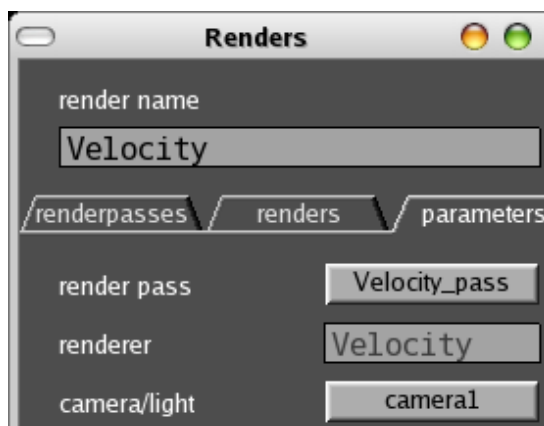 Renders
render name
Velocity
renderpasses renders parameters
render pass Velocity_pass
renderer Velocity
camera/light camera1